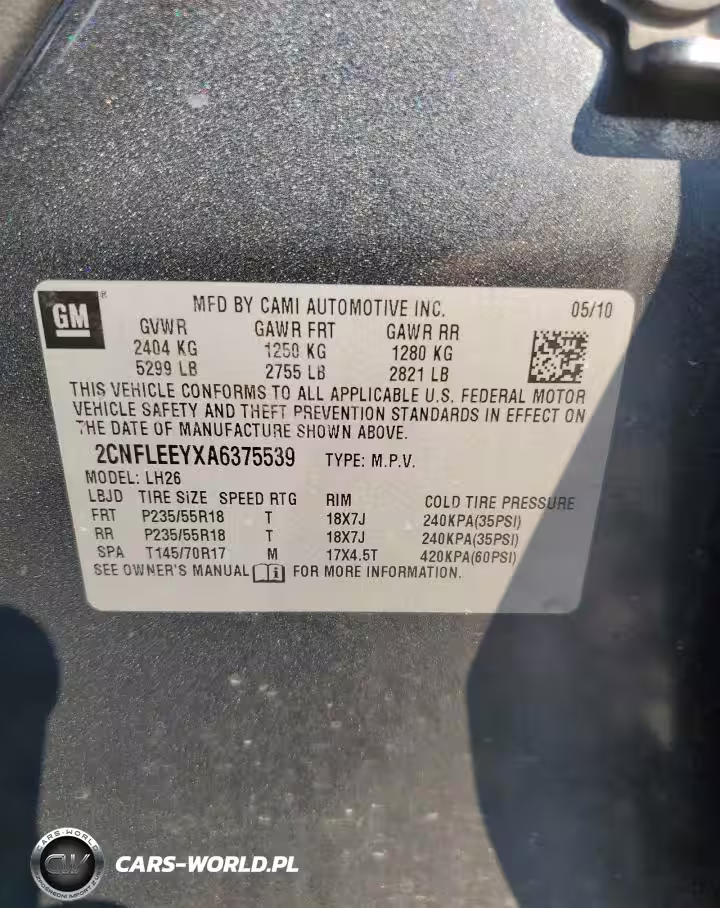 GM ®
MFD BY CAMI AUTOMOTIVE INC. 05/10
GVWR GAWR FRT GAWR RR
2404 KG 1250 KG 1280 KG
5299 LB 2755 LB 2821 LB
THIS VEHICLE CONFORMS TO ALL APPLICABLE U.S. FEDERAL MOTOR
VEHICLE SAFETY AND THEFT PREVENTION STANDARDS IN EFFECT ON
THE DATE OF MANUFACTURE SHOWN ABOVE.
2CNFLEEYXA6375539 TYPE: M.P.V.
MODEL: LH26
LBJD TIRE SIZE SPEED RTG RIM COLD TIRE PRESSURE
FRT P235/55R18 T 18X7J 240KPA(35PSI)
RR P235/55R18 T 18X7J 240KPA(35PSI)
SPA T145/70R17 M 17X4.5T 420KPA(60PSI)
SEE OWNER'S MANUAL i FOR MORE INFORMATION.
CARS-WORLD
CW
CARS-WORLD.PL